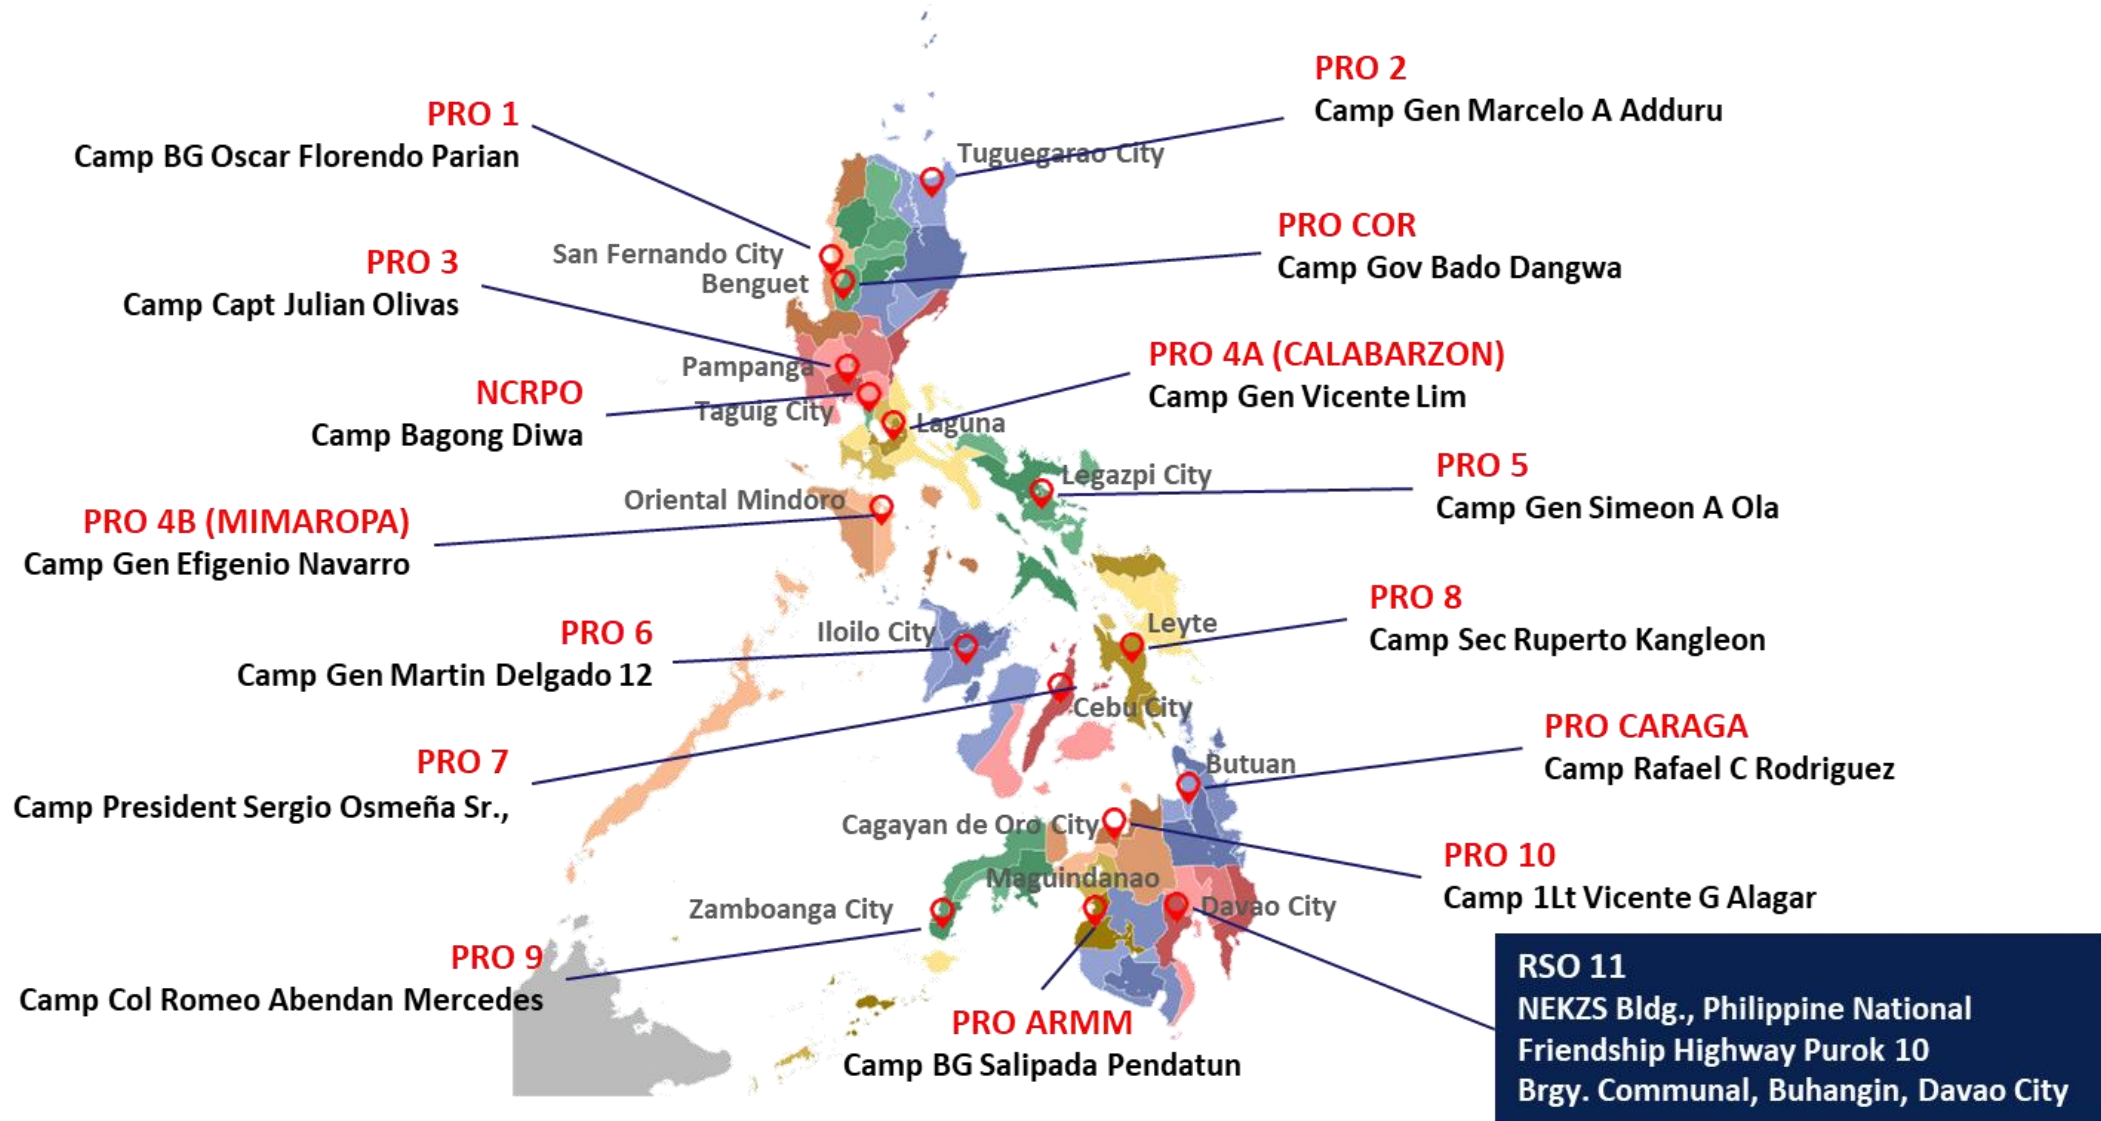 PRO 2
Camp Gen Marcelo A Adduru
PRO 1
Camp BG Oscar Florendo Parian
Tuguegarao City
PRO COR
Camp Gov Bado Dangwa
San Fernando City
Benguet
PRO 3
Camp Capt Julian Olivas
Pampanga
PRO 4A (CALABARZON)
Camp Gen Vicente Lim
NCRPO
Camp Bagong Diwa
Taguig City
Laguna
PRO 5
Camp Gen Simeon A Ola
Legazpi City
Oriental Mindoro
PRO 4B (MIMAROPA)
Camp Gen Efigenio Navarro
PRO 8
Camp Sec Ruperto Kangleon
Leyte
Iloilo City
PRO 6
Camp Gen Martin Delgado 12
Cebu City
PRO CARAGA
Camp Rafael C Rodriguez
PRO 7
Camp President Sergio Osmeña Sr.,
Butuan
Cagayan de Oro City
PRO 10
Camp 1Lt Vicente G Alagar
Maguindanao
Zamboanga City
Davao City
PRO 9
Camp Col Romeo Abendan Mercedes
PRO ARMM
Camp BG Salipada Pendatun
RSO 11
NEKZS Bldg., Philippine National
Friendship Highway Purok 10
Brgy. Communal, Buhangin, Davao City